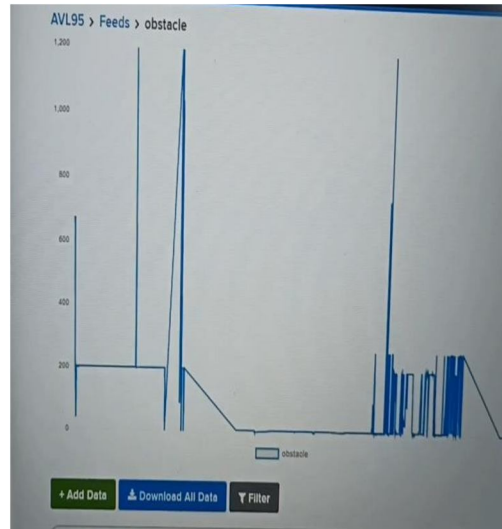 AVL95 > Feeds > obstacle
1,200
1,000
800
600
400
200
0
obstacle
+ Add Data
Download All Data
Filter